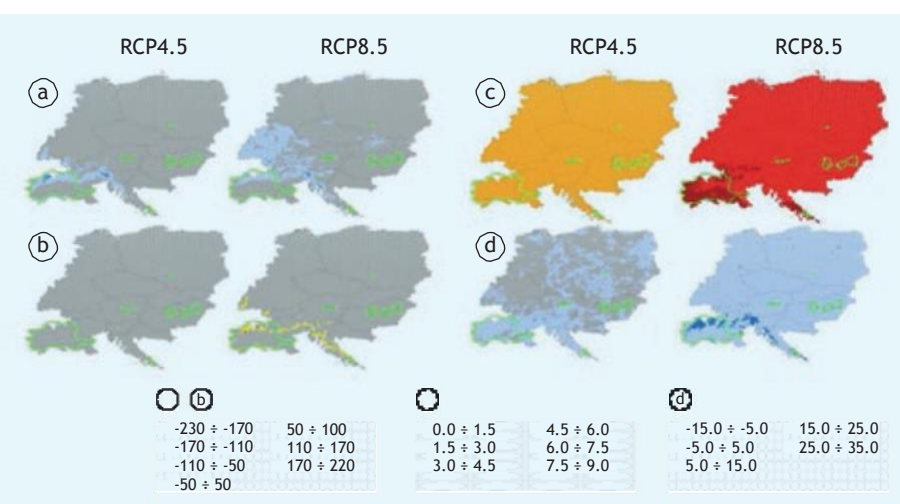 RCP4.5 RCP8.5 RCP4.5 RCP8.5
a c
b d
b d
-230 ÷ -170 50 ÷ 100 0.0 ÷ 1.5 4.5 ÷ 6.0 -15.0 ÷ -5.0 15.0 ÷ 25.0
-170 ÷ -110 110 ÷ 170 1.5 ÷ 3.0 6.0 ÷ 7.5 -5.0 ÷ 5.0 25.0 ÷ 35.0
-110 ÷ -50 170 ÷ 220 3.0 ÷ 4.5 7.5 ÷ 9.0 5.0 ÷ 15.0
-50 ÷ 50